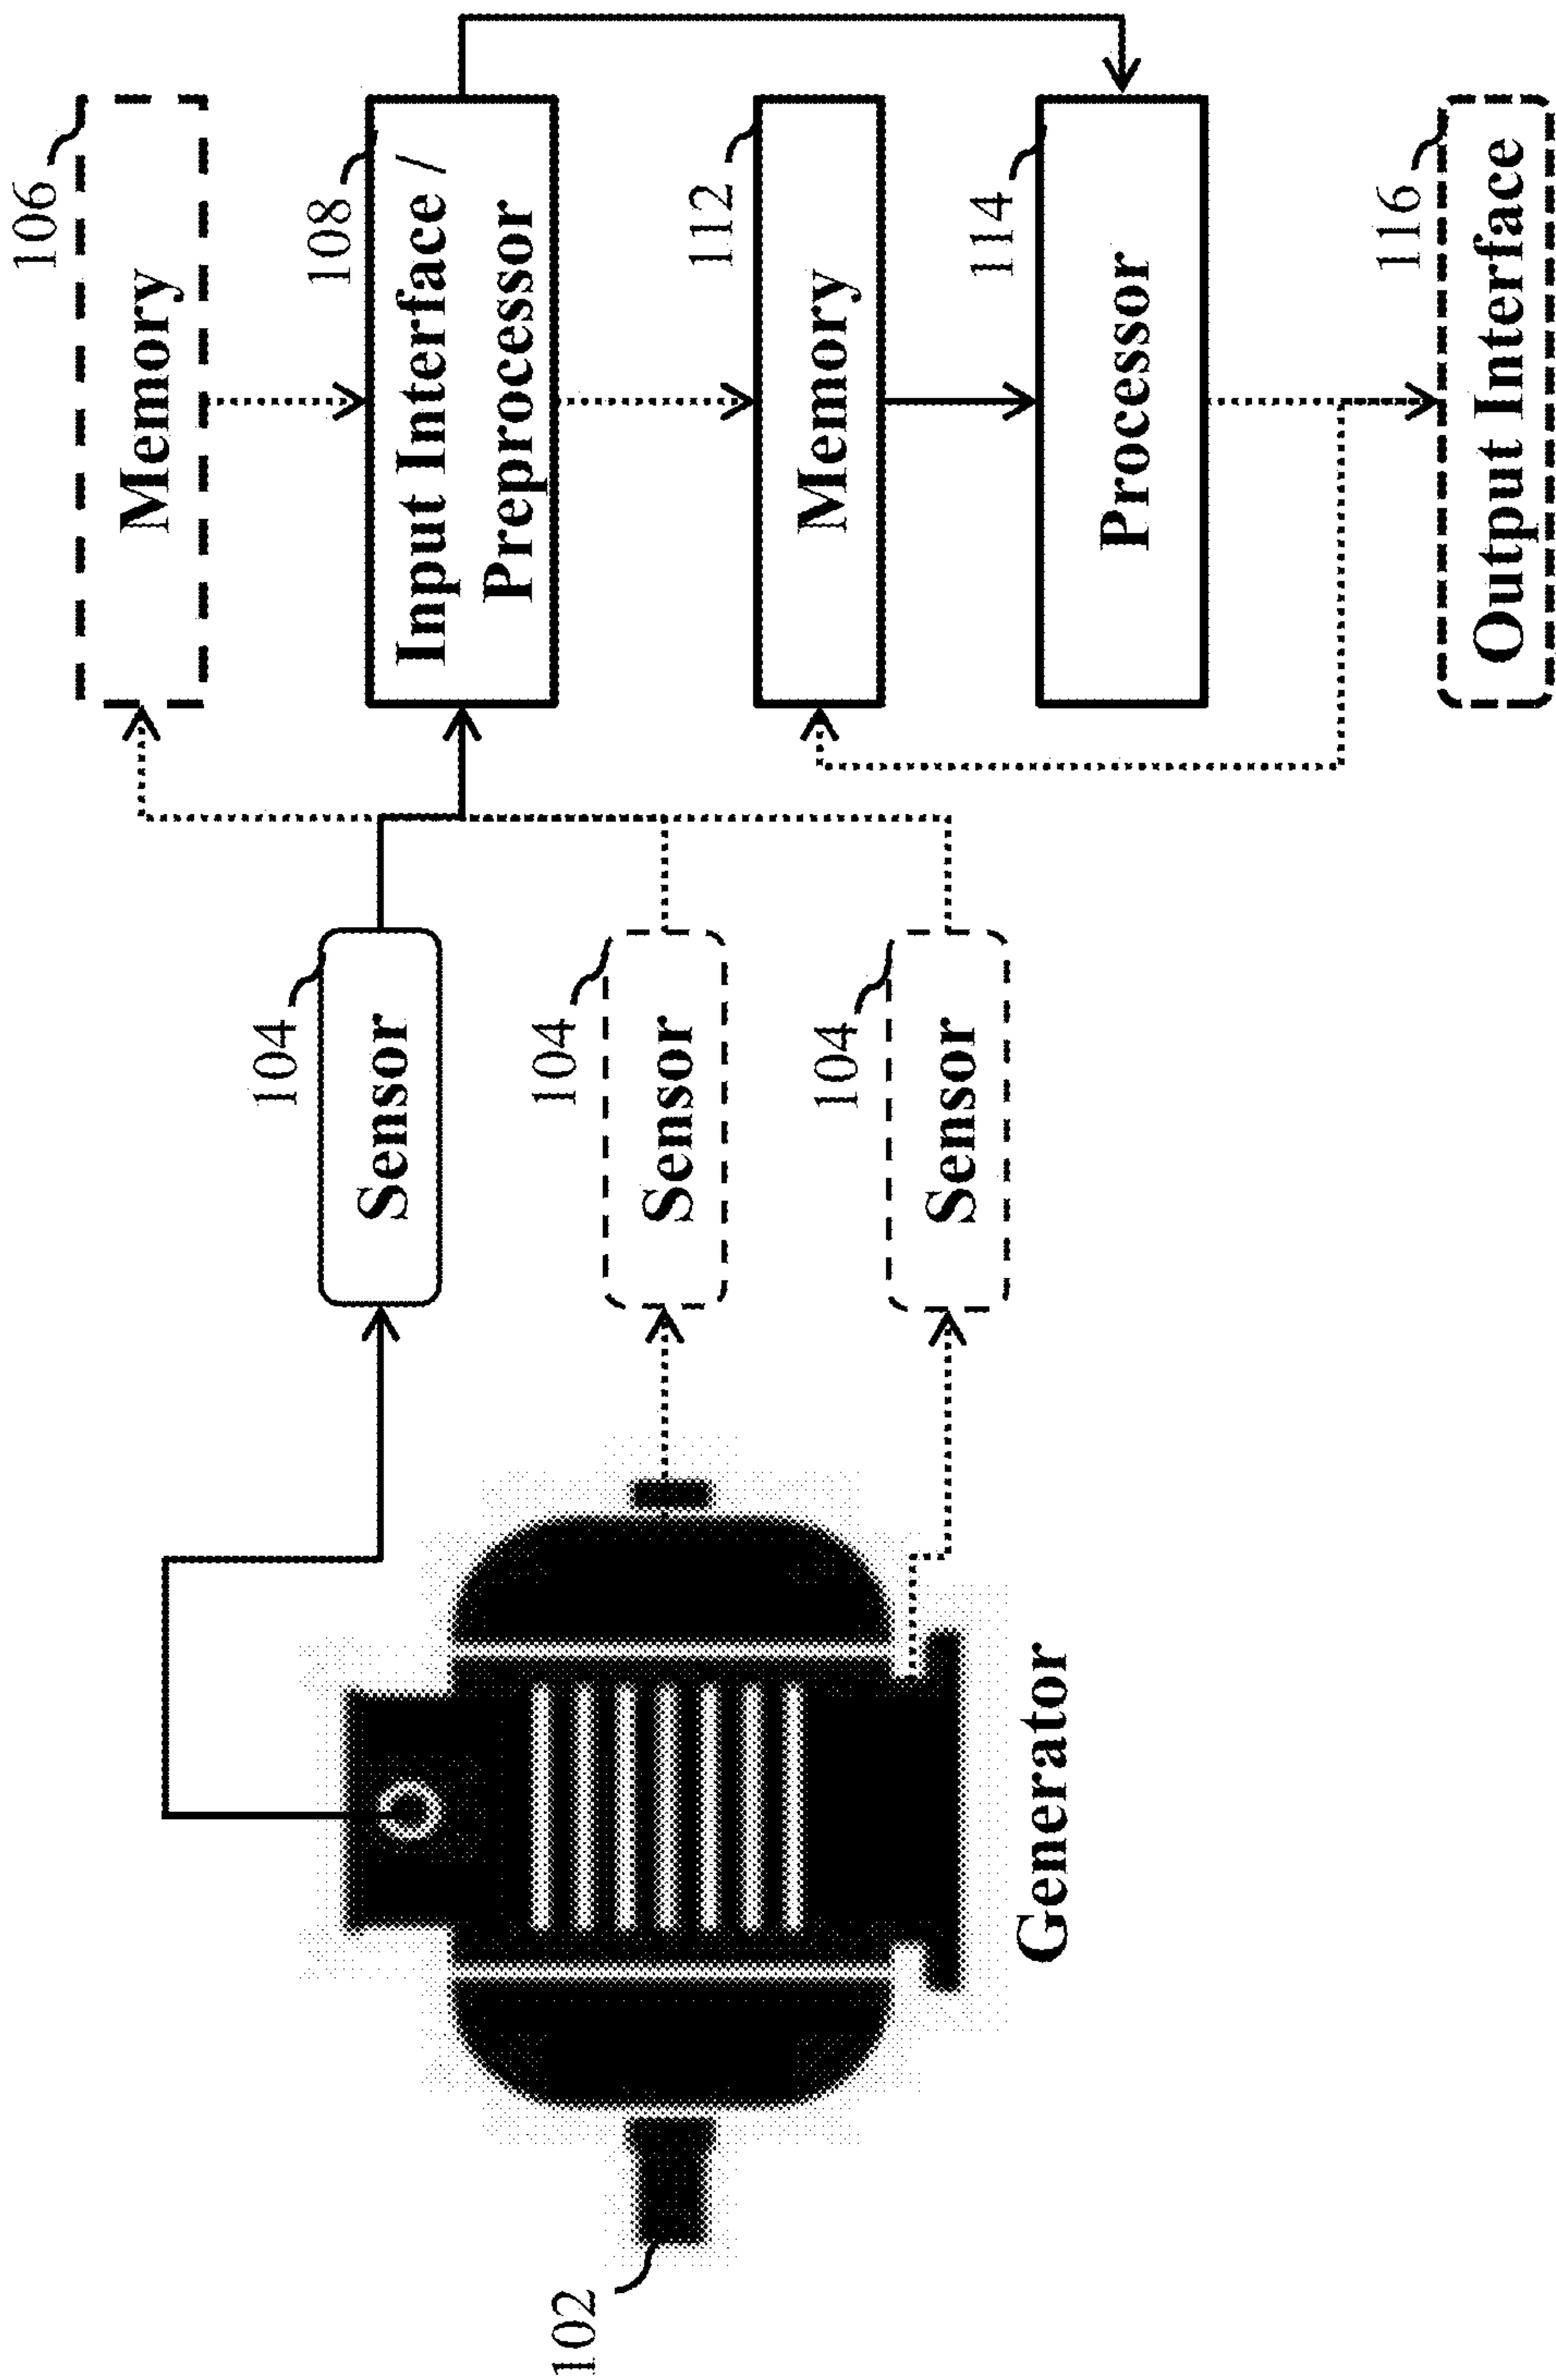 102
Generator
104
Sensor
104
Sensor
104
Sensor
106
Memory
108
Input Interface /
Preprocessor
112
Memory
114
Processor
116
Output Interface